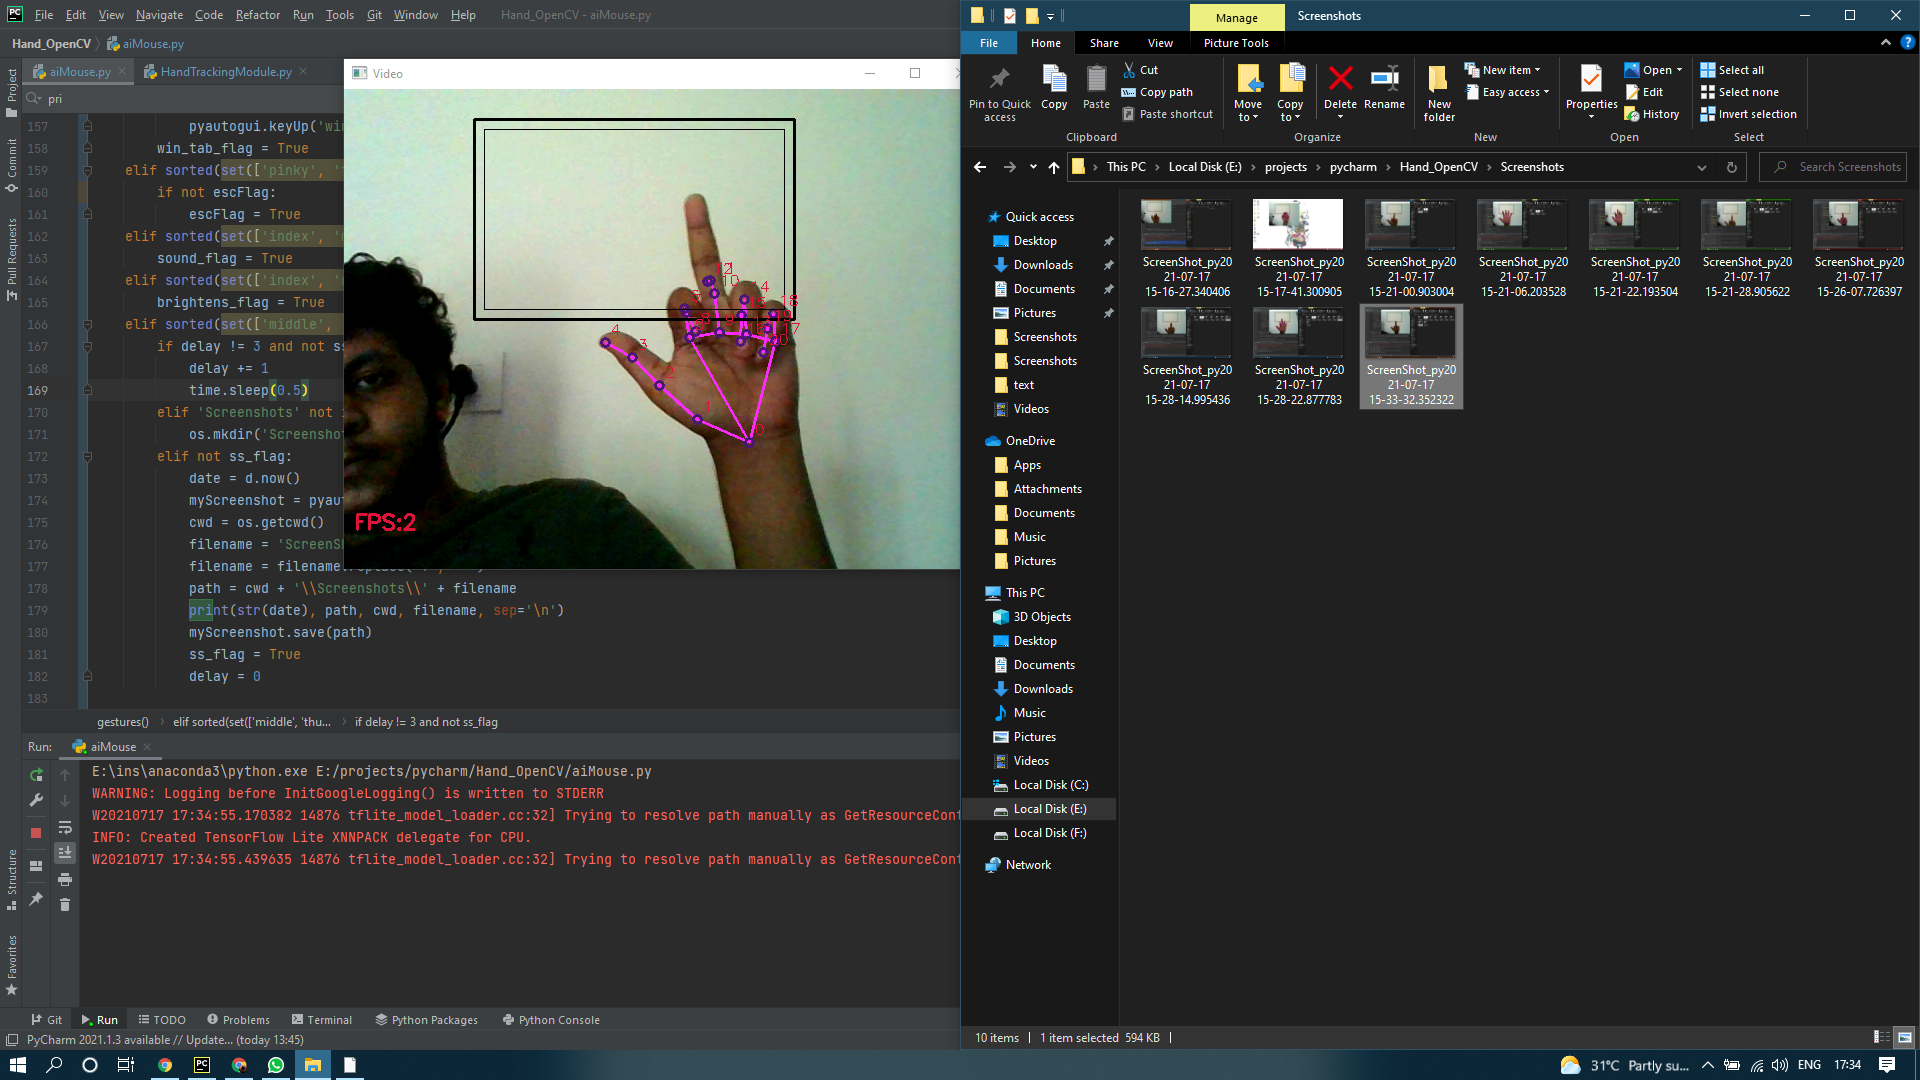 File Edit View Navigate Code Refactor Run Tools Git Window Help Hand_OpenCV - aiMouse.py
Hand_OpenCV aiMouse.py
aiMouse.py HandTrackingModule.py
pri
157 pyautogui.keyUp('wi
158 win_tab_flag = True
159 elif sorted(set(['pinky',
160 if not escFlag:
161 escFlag = True
162 elif sorted(set(['index',
163 sound_flag = True
164 elif sorted(set(['index',
165 brightens_flag = True
166 elif sorted(set(['middle',
167 if delay != 3 and not ss
168 delay += 1
169 time.sleep(0.5)
170 elif 'Screenshots' not
171 os.mkdir('Screensho
172 elif not ss_flag:
173 date = d.now()
174 myScreenshot = pyau
175 cwd = os.getcwd()
176 filename = 'ScreenS
177 filename = filename.
178 path = cwd + '\\Screenshots\\' + filename
179 print(str(date), path, cwd, filename, sep='\n')
180 myScreenshot.save(path)
181 ss_flag = True
182 delay = 0
183
gestures() elif sorted(set(['middle', 'thu... if delay != 3 and not ss_flag
Project
Commit
Pull Requests
Structure
Favorites
Video
FPS:2
4
3
2
1
0
12
10
14
Run: aiMouse
E:\ins\anaconda3\python.exe E:/projects/pycharm/Hand_OpenCV/aiMouse.py
WARNING: Logging before InitGoogleLogging() is written to STDERR
W20210717 17:34:55.170382 14876 tflite_model_loader.cc:32] Trying to resolve path manually as GetResourceCon
INFO: Created TensorFlow Lite XNNPACK delegate for CPU.
W20210717 17:34:55.439635 14876 tflite_model_loader.cc:32] Trying to resolve path manually as GetResourceCon
Git Run TODO Problems Terminal Python Packages Python Console
PyCharm 2021.1.3 available // Update... (today 13:45)
Manage Screenshots
File Home Share View Picture Tools
Pin to Quick access
Copy
Paste
Cut
Copy path
Paste shortcut
Clipboard
Move to
Copy to
Delete
Rename
Organize
New folder
New item
Easy access
New
Properties
Open
Edit
History
Open
Select all
Select none
Invert selection
Select
This PC Local Disk (E:) projects pycharm Hand_OpenCV Screenshots
Search Screenshots
Quick access
Desktop
Downloads
Documents
Pictures
Screenshots
Screenshots
text
Videos
OneDrive
Apps
Attachments
Documents
Music
Pictures
This PC
3D Objects
Desktop
Documents
Downloads
Music
Pictures
Videos
Local Disk (C:)
Local Disk (E:)
Local Disk (F:)
Network
ScreenShot_py2021-07-17 15-16-27.340406
ScreenShot_py2021-07-17 15-17-41.300905
ScreenShot_py2021-07-17 15-21-00.903004
ScreenShot_py2021-07-17 15-21-06.203528
ScreenShot_py2021-07-17 15-21-22.193504
ScreenShot_py2021-07-17 15-21-28.905622
ScreenShot_py2021-07-17 15-26-07.726397
ScreenShot_py2021-07-17 15-28-14.995436
ScreenShot_py2021-07-17 15-28-22.877783
ScreenShot_py2021-07-17 15-33-32.352322
10 items 1 item selected 594 KB
31°C Partly su... ENG 17:34